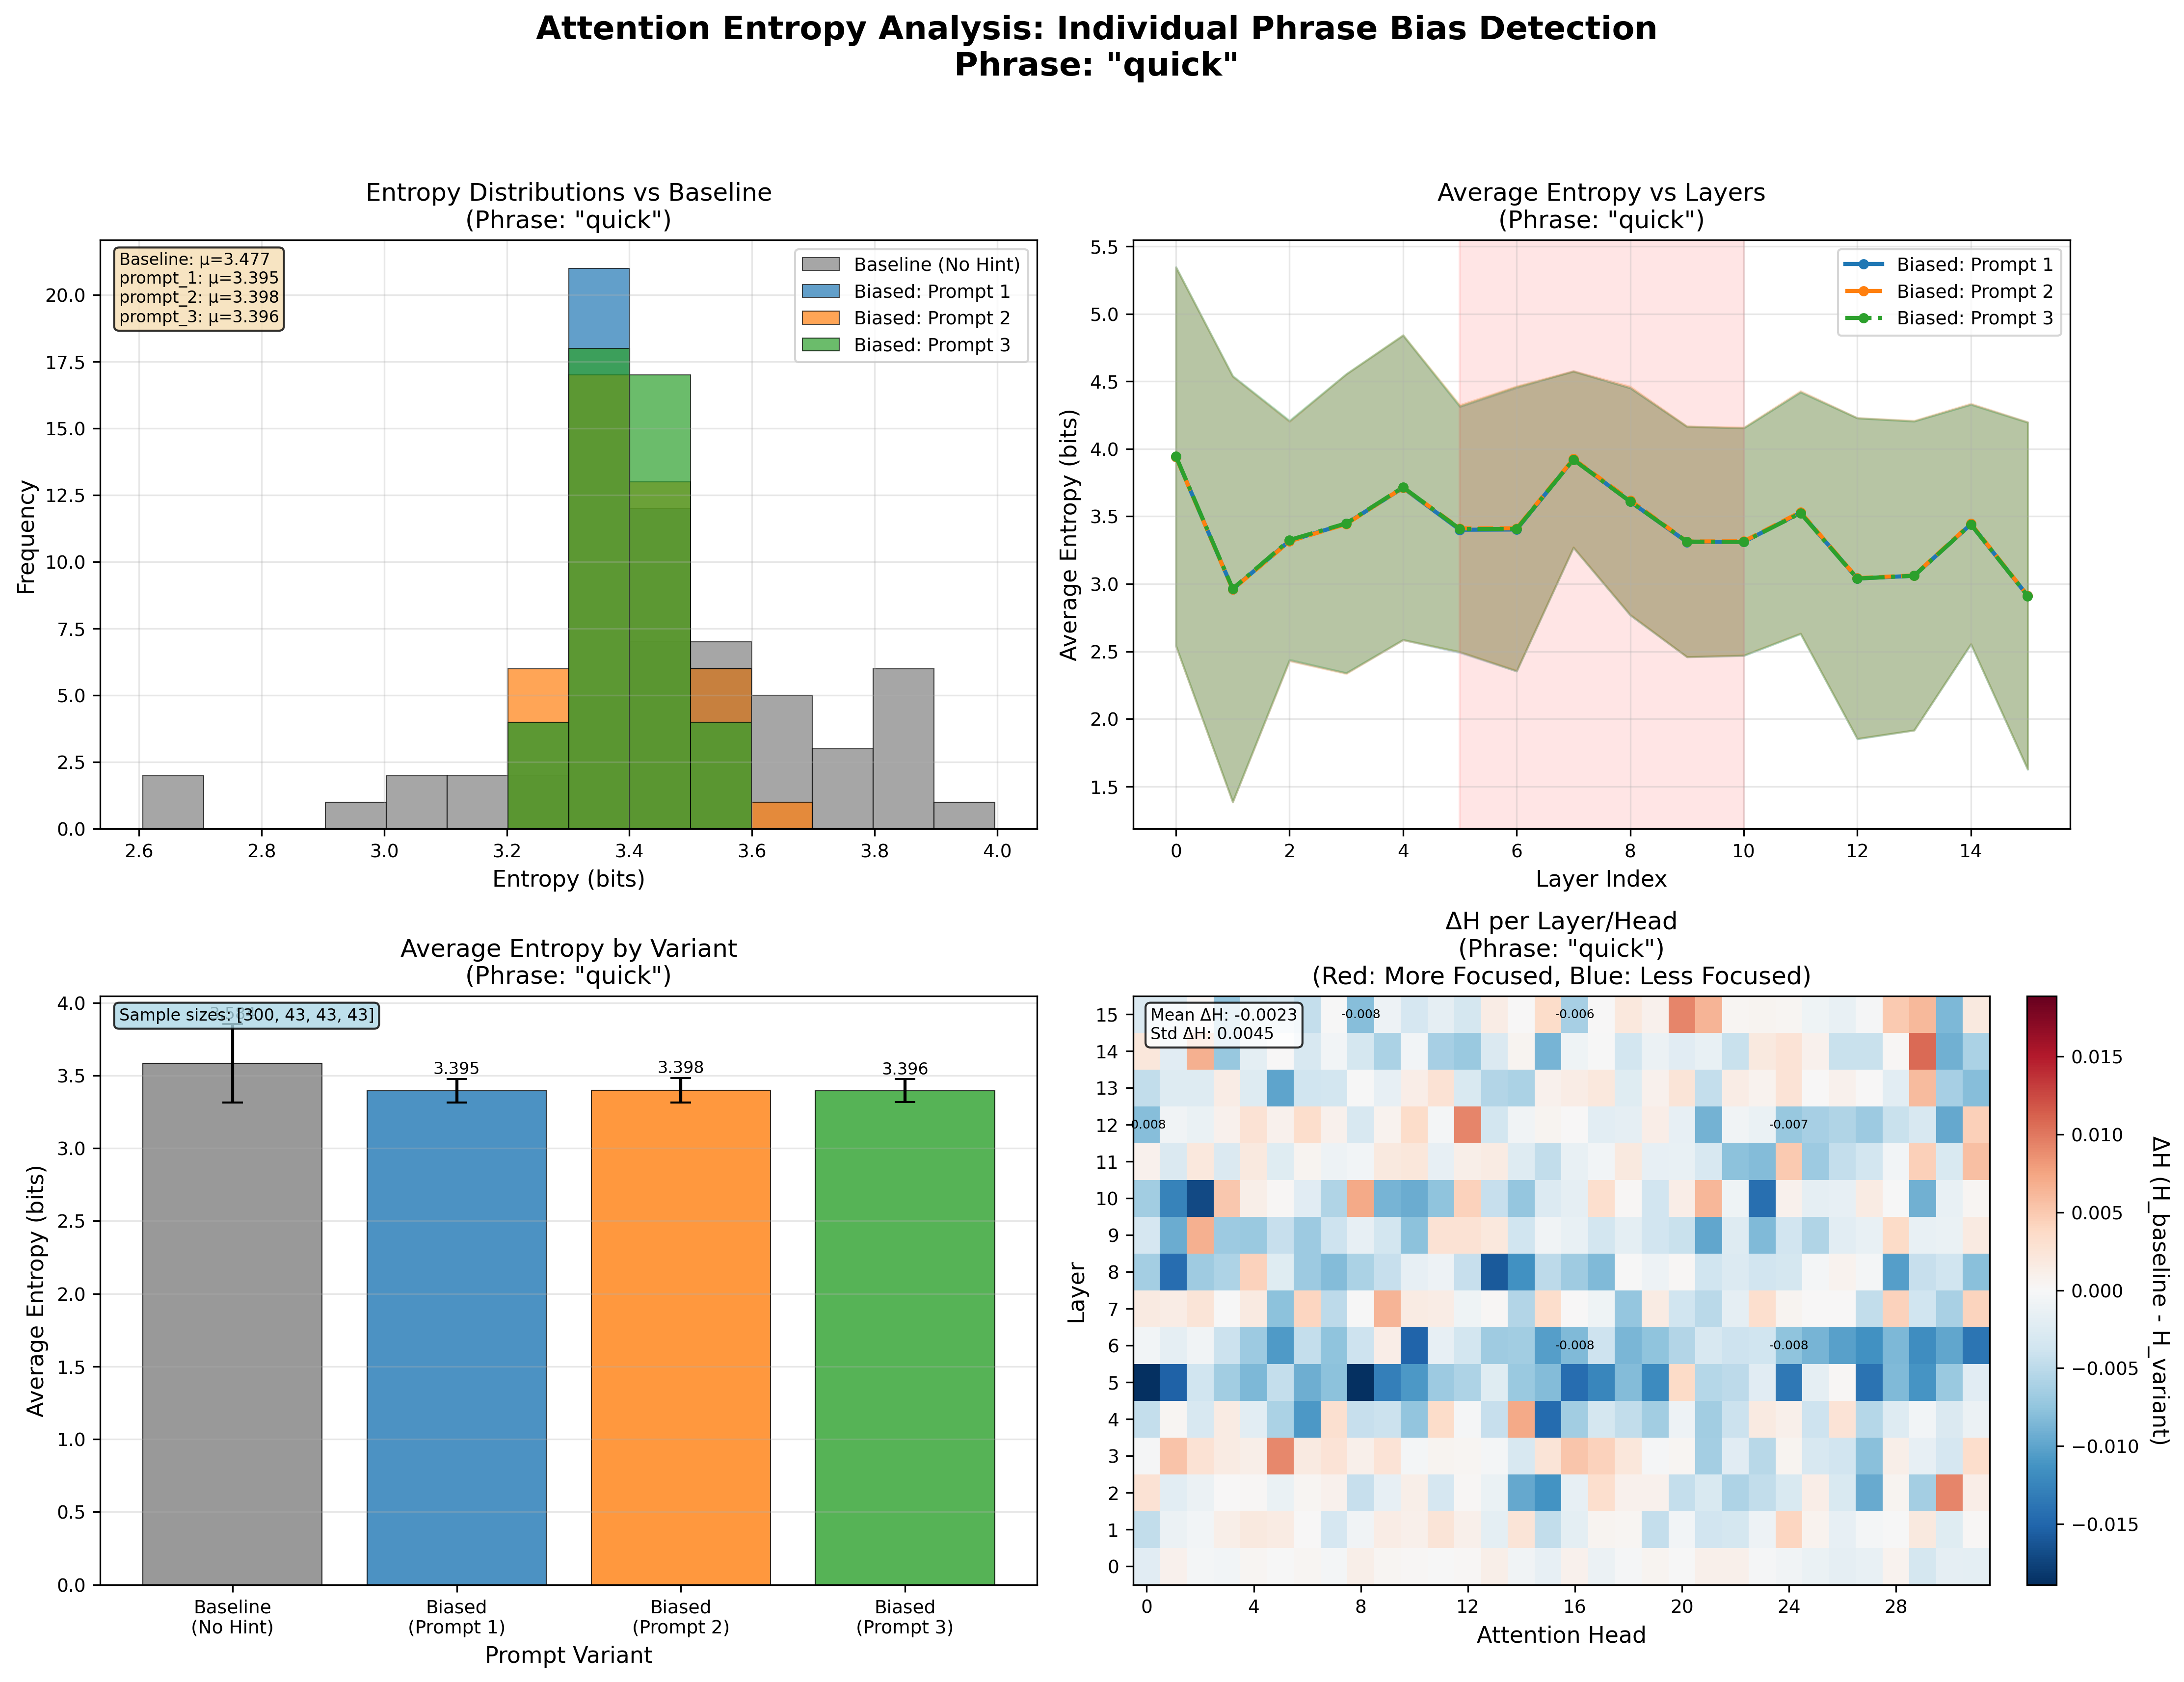 Attention Entropy Analysis: Individual Phrase Bias Detection
Phrase: "quick"
Entropy Distributions vs Baseline
(Phrase: "quick")
Baseline: μ=3.477
prompt_1: μ=3.395
prompt_2: μ=3.398
prompt_3: μ=3.396
Baseline (No Hint)
Biased: Prompt 1
Biased: Prompt 2
Biased: Prompt 3
Frequency
20.0
17.5
15.0
12.5
10.0
7.5
5.0
2.5
0.0
2.6 2.8 3.0 3.2 3.4 3.6 3.8 4.0
Entropy (bits)
Average Entropy vs Layers
(Phrase: "quick")
Biased: Prompt 1
Biased: Prompt 2
Biased: Prompt 3
Average Entropy (bits)
5.5
5.0
4.5
4.0
3.5
3.0
2.5
2.0
1.5
0 2 4 6 8 10 12 14
Layer Index
Average Entropy by Variant
(Phrase: "quick")
Sample sizes: [300, 43, 43, 43]
3.395
3.398
3.396
Average Entropy (bits)
4.0
3.5
3.0
2.5
2.0
1.5
1.0
0.5
0.0
Baseline
(No Hint)
Biased
(Prompt 1)
Biased
(Prompt 2)
Biased
(Prompt 3)
Prompt Variant
ΔH per Layer/Head
(Phrase: "quick")
(Red: More Focused, Blue: Less Focused)
Mean ΔH: -0.0023
Std ΔH: 0.0045
-0.008
-0.006
0.008
-0.007
-0.008
-0.008
Layer
15
14
13
12
11
10
9
8
7
6
5
4
3
2
1
0
0 4 8 12 16 20 24 28
Attention Head
0.015
0.010
0.005
0.000
−0.005
−0.010
−0.015
ΔH (H_baseline - H_variant)